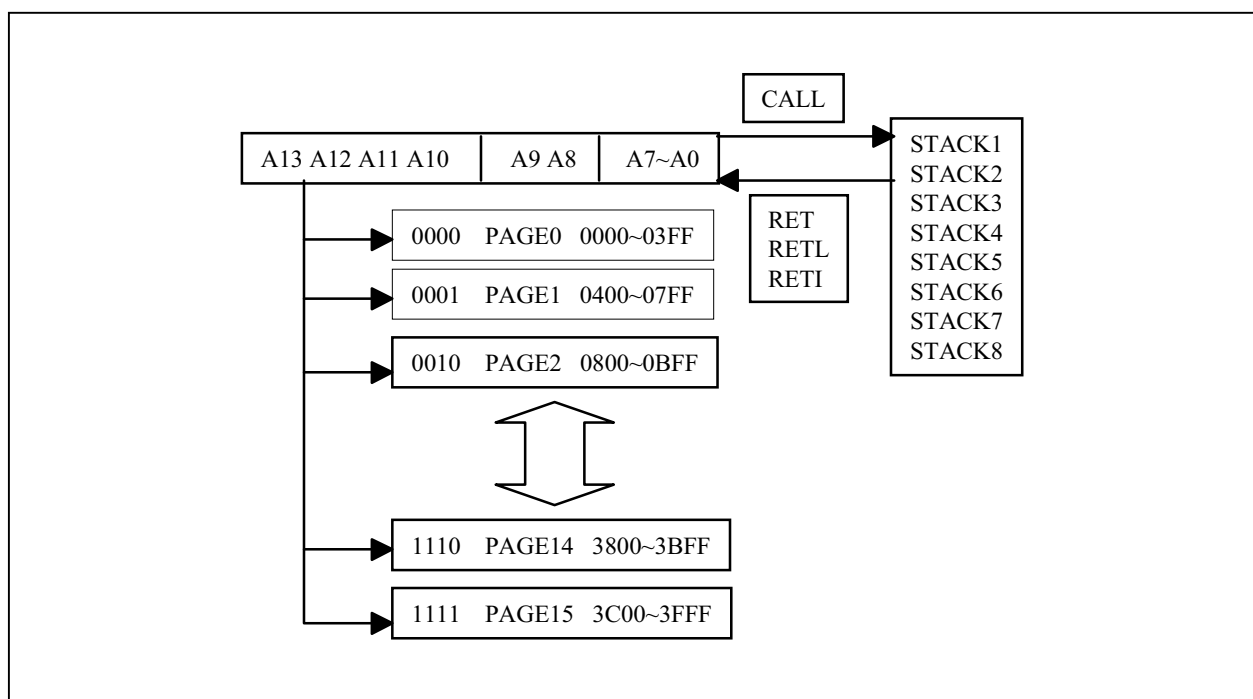 CALL
A13 A12 A11 A10 A9 A8 A7~A0
STACK1
STACK2
STACK3
STACK4
STACK5
STACK6
STACK7
STACK8
RET
RETL
RETI
0000 PAGE0 0000~03FF
0001 PAGE1 0400~07FF
0010 PAGE2 0800~0BFF
1110 PAGE14 3800~3BFF
1111 PAGE15 3C00~3FFF